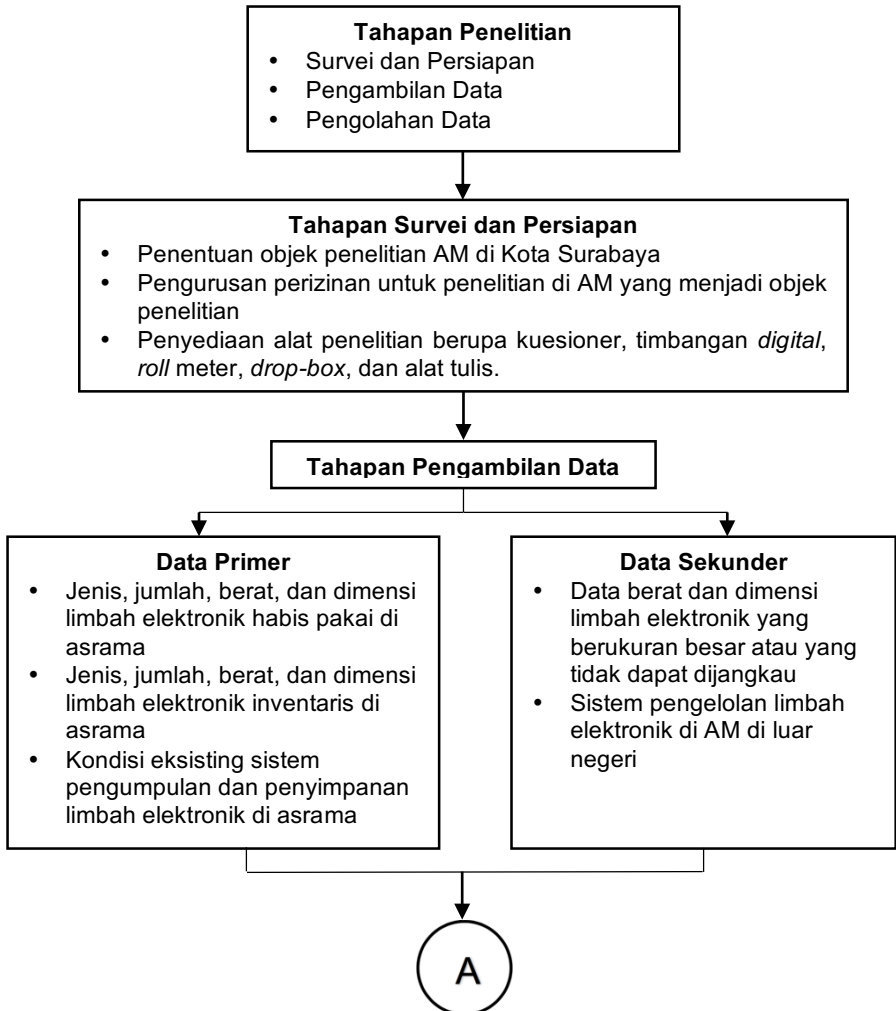 Tahapan Penelitian
• Survei dan Persiapan
• Pengambilan Data
• Pengolahan Data
Tahapan Survei dan Persiapan
• Penentuan objek penelitian AM di Kota Surabaya
• Pengurusan perizinan untuk penelitian di AM yang menjadi objek
penelitian
• Penyediaan alat penelitian berupa kuesioner, timbangan digital,
roll meter, drop-box, dan alat tulis.
Tahapan Pengambilan Data
Data Primer
• Jenis, jumlah, berat, dan dimensi
limbah elektronik habis pakai di
asrama
• Jenis, jumlah, berat, dan dimensi
limbah elektronik inventaris di
asrama
• Kondisi eksisting sistem
pengumpulan dan penyimpanan
limbah elektronik di asrama
Data Sekunder
• Data berat dan dimensi
limbah elektronik yang
berukuran besar atau yang
tidak dapat dijangkau
• Sistem pengelolan limbah
elektronik di AM di luar
negeri
A